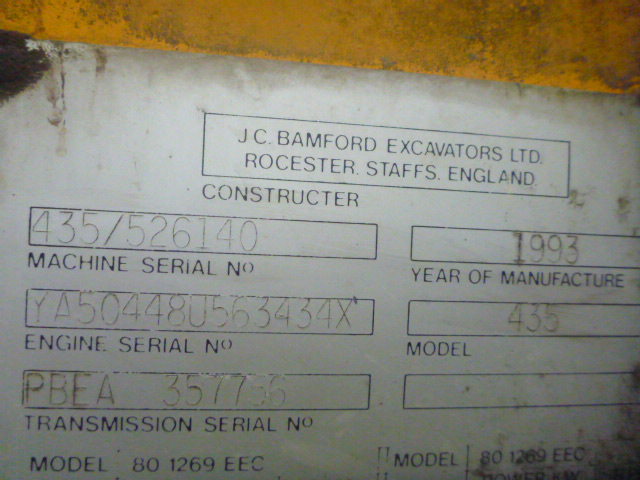 J.C. BAMFORD EXCAVATORS LTD.
ROCESTER. STAFFS. ENGLAND
CONSTRUCTER
435/526140 1993
MACHINE SERIAL NO YEAR OF MANUFACTURE
YA50448U563434X 435
ENGINE SERIAL NO MODEL
PBEA
TRANSMISSION SERIAL NO
MODEL 80 1269 EEC MODEL 80 1269 EEC